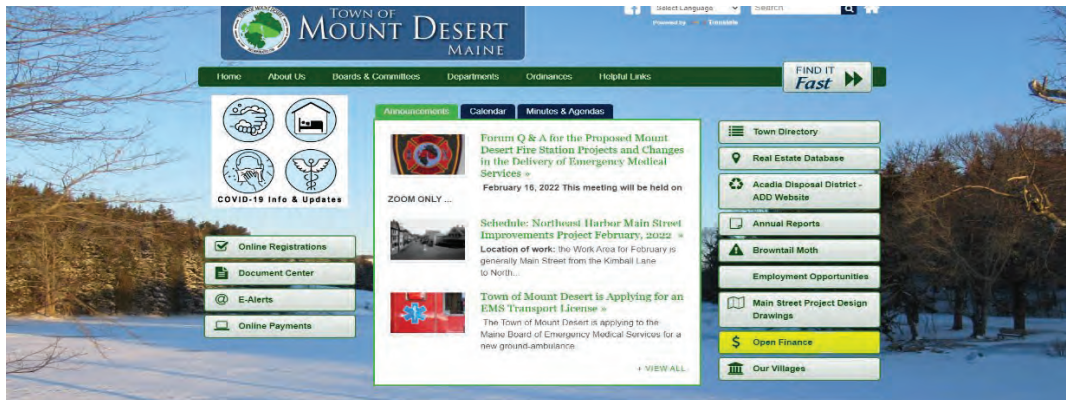 TOWN OF
MOUNT DESERT
MAINE
Select Language
Search
Powered by Translate
Home About Us Boards & Committees Departments Ordinances Helpful Links
FIND IT
Fast
COVID-19 Info & Updates
Online Registrations
Document Center
E-Alerts
Online Payments
Announcements Calendar Minutes & Agendas
Forum Q & A for the Proposed Mount
Desert Fire Station Projects and Changes
in the Delivery of Emergency Medical
Services »
February 16, 2022 This meeting will be held on
ZOOM ONLY ...
Schedule: Northeast Harbor Main Street
Improvements Project February, 2022 »
Location of work: the Work Area for February is
generally Main Street from the Kimball Lane
to North...
Town of Mount Desert is Applying for an
EMS Transport License »
The Town of Mount Desert is applying to the
Maine Board of Emergency Medical Services for a
new ground-ambulance
+ VIEW ALL
Town Directory
Real Estate Database
Acadia Disposal District -
ADD Website
Annual Reports
Browntail Moth
Employment Opportunities
Main Street Project Design
Drawings
Open Finance
Our Villages